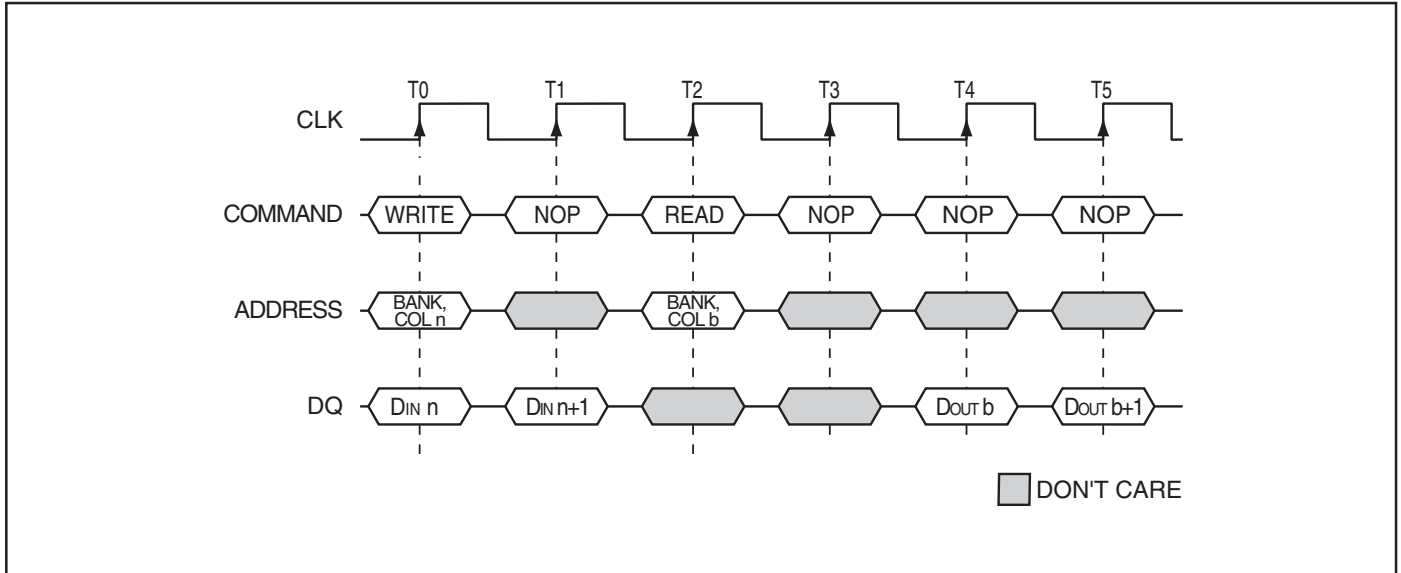 T0 T1 T2 T3 T4 T5
CLK
COMMAND WRITE NOP READ NOP NOP NOP
ADDRESS BANK, COL n BANK, COL b
DQ DIN n DIN n+1 DOUT b DOUT b+1
DON'T CARE